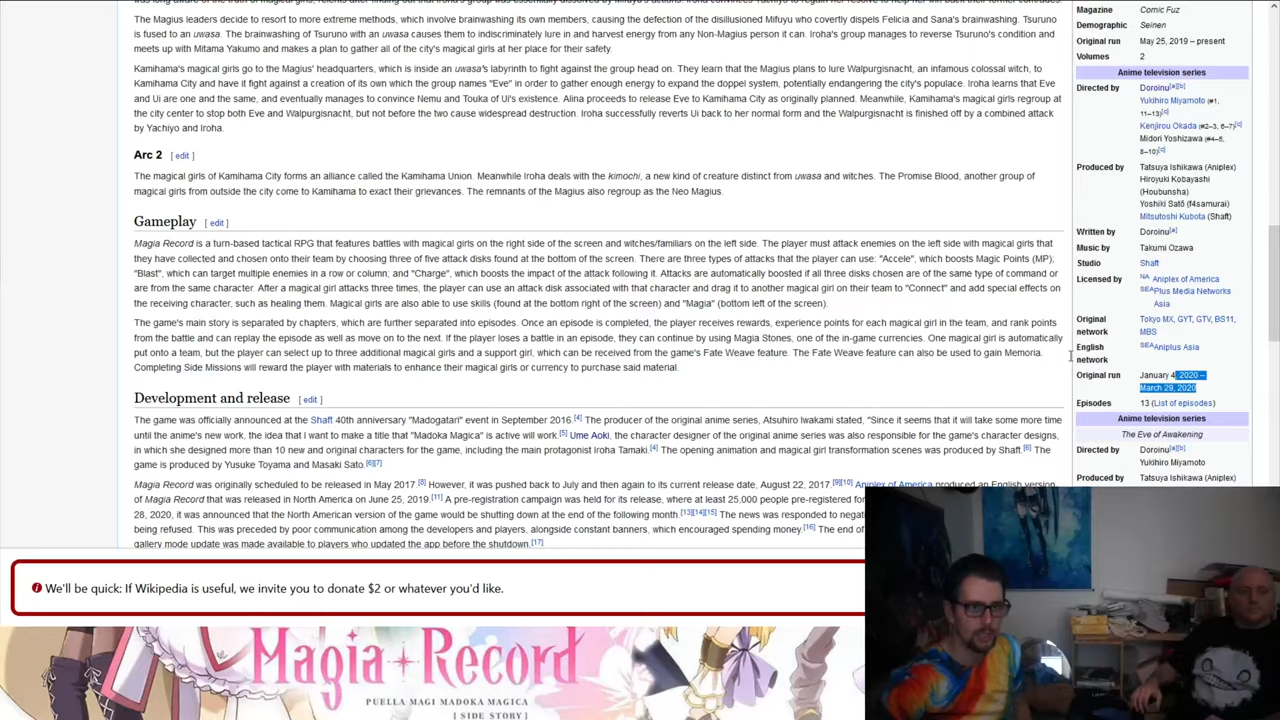 The Magius leaders decide to resort to more extreme methods, which involve brainwashing its own members, causing the defection of the disillusioned Mifuyu who covertly dispels Felicia and Sana's brainwashing. Tsuruno
is fused to an uwasa. The brainwashing of Tsuruno with an uwasa causes them to indiscriminately lure in and harvest energy from any Non-Magius person it can. Iroha's group manages to reverse Tsuruno's condition and
meets up with Mitama Yakumo and makes a plan to gather all of the city's magical girls at her place for their safety.
Kamihama's magical girls go to the Magius' headquarters, which is inside an uwasa's labyrinth to fight against the group head on. They learn that the Magius plans to lure Walpurgisnacht, an infamous colossal witch, to
Kamihama and have it fight against a creation of its own which the group names "Eve" in order to gather enough energy to expand the doppel system, potentially endangering the city's populace. Iroha learns that Eve
and Ui are one and the same, and eventually manages to convince Nemu and Touka of Ui's existence. Alina proceeds to release Eve to Kamihama City as originally planned. Meanwhile, Kamihama's magical girls regroup at
the city center to stop both Eve and Walpurgisnacht, but not before the two cause widespread destruction. Iroha successfully reverts Ui back to her normal form and the Walpurgisnacht is finished off by a combined attack
by Yachiyo and Iroha.
Arc 2 [ edit ]
The magical girls of Kamihama City form an alliance called the Kamihama Union. Meanwhile Iroha deals with the kimochi, a new kind of creature distinct from uwasa and witches. The Promise Blood, another group of
magical girls from outside the city come to Kamihama to exact their grievances. The remnants of the Magius also regroup as the Neo Magius.
Gameplay [ edit ]
Magia Record is a turn-based tactical RPG that features battles with magical girls on the right side of the screen and witches/familiars on the left side. The player must attack enemies on the left side with magical girls that
they have collected and chosen onto their team by choosing three of five attack disks found at the bottom of the screen. There are three types of attacks that the player can use: "Accele", which boosts Magic Points (MP);
"Blast", which can target multiple enemies in a row or column; and "Charge", which boosts the impact of the attack following it. Attacks are automatically boosted if all three disks chosen are of the same type of command or
are from the same character. After a magical girl attacks three times, the player can use an attack disk associated with that character and drag it to another magical girl on their team to "Connect" and add special effects on
the receiving character, such as healing them. Magical girls are also able to use skills (found at the bottom right of the screen) and "Magia" (bottom left of the screen).
The game's main story is separated by chapters, which are further separated into episodes. Once an episode is completed, the player receives rewards, experience points for each magical girl in the team, and rank points
from the battle and can replay the episode as well as move on to the next. If the player loses a battle in an episode, they can continue by using Magia Stones, one of the in-game currencies. One magical girl is automatically
put onto a team, but the player can select up to three additional magical girls and a support girl, which can be received from the game's Fate Weave feature. The Fate Weave feature can also be used to gain Memoria.
Completing Side Missions will reward the player with materials to enhance their magical girls or currency to purchase said material.
Development and release [ edit ]
The game was officially announced at the Shaft 40th anniversary "Madogatari" event in September 2016.[4] The producer of the original anime series, Atsuhiro Iwakami stated, "Since it seems that it will take some more time
until the anime's new work, the idea that I want to make a title that "Madoka Magica" is active will work.[5] Ume Aoki, the character designer of the original anime series was also responsible for the game's character designs,
in which she designed more than 10 new and original characters for the game, including the main protagonist Iroha Tamaki.[4] The opening animation and magical girl transformation scenes was produced by Shaft.[6] The
game is produced by Yusuke Toyama and Masaki Sato.[6][7]
Magia Record was originally scheduled to be released in May 2017.[8] However, it was pushed back to July and then again to its current release date, August 22, 2017.[9][10] Aniplex of America produced an English version
of Magia Record that was released in North America on June 25, 2019.[11] A pre-registration campaign was held for its release, where at least 25,000 people pre-registered for
28, 2020, it was announced that the North American version of the game would be shutting down at the end of the following month.[13][14][15] The news was responded to negat
being refused. This was preceded by poor communication among the developers and players, alongside constant banners, which encouraged spending money.[16] The end of
gallery mode update was made available to players who updated the app before the shutdown.[17]
Magazine Comic Fuz
Demographic Seinen
Original run May 25, 2019 – present
Volumes 2
Anime television series
Directed by Doroinu[a][b]
Yukihiro Miyamoto (#1,
11–13)[c]
Kenjirou Okada (#2–3, 6–7)[c]
Midori Yoshizawa (#4–5,
8–10)[c]
Produced by Tatsuya Ishikawa (Aniplex)
Hiroyuki Kobayashi
(Houbunsha)
Yoshiki Satō (f4samurai)
Mitsutoshi Kubota (Shaft)
Written by Doroinu[a]
Music by Takumi Ozawa
Studio Shaft
Licensed by NA Aniplex of America
SEA Plus Media Networks
Asia
Original network Tokyo MX, GYT, GTV, BS11,
MBS
English network SEA Aniplus Asia
Original run January 4, 2020 –
March 29, 2020
Episodes 13 (List of episodes)
Anime television series
The Eve of Awakening
Directed by Doroinu[a][b]
Yukihiro Miyamoto
Produced by Tatsuya Ishikawa (Aniplex)
We'll be quick: If Wikipedia is useful, we invite you to donate $2 or whatever you'd like.
Magia Record
PUELLA MAGI MADOKA MAGICA
[ SIDE STORY ]